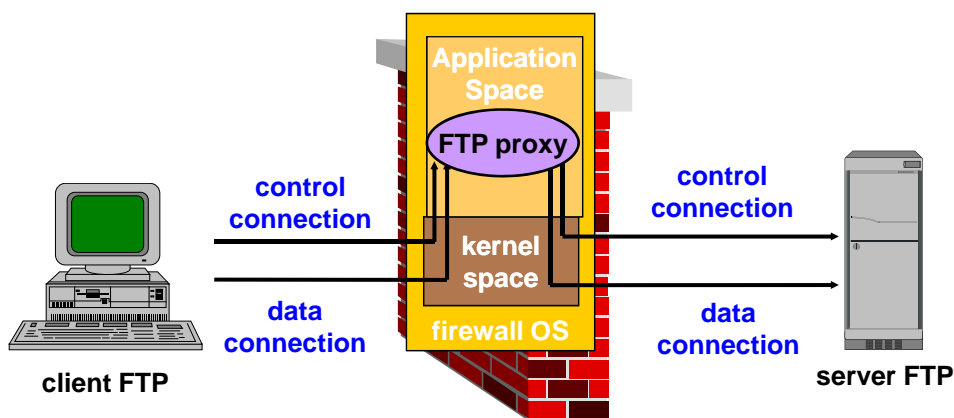 Application
Space
FTP proxy
control
connection
control
connection
kernel
space
data
connection
data
connection
firewall OS
client FTP
server FTP